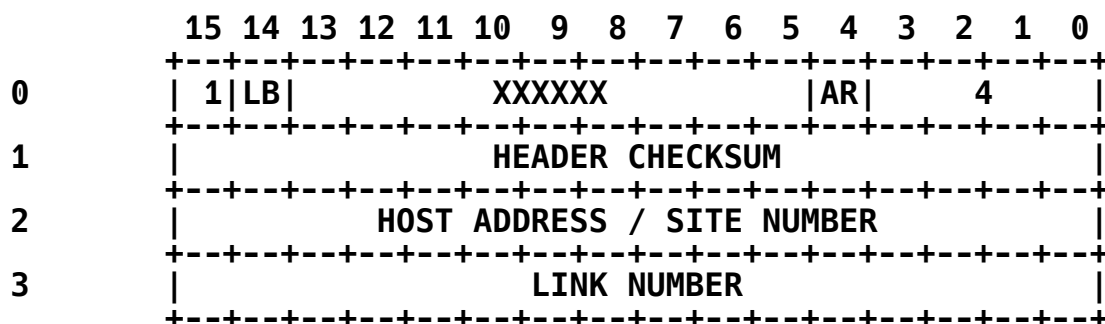 15 14 13 12 11 10 9 8 7 6 5 4 3 2 1 0
+--+--+--+--+--+--+--+--+--+--+--+--+--+--+--+--+
0 | 1|LB| XXXXXX |AR| 4 |
+--+--+--+--+--+--+--+--+--+--+--+--+--+--+--+--+
1 | HEADER CHECKSUM |
+--+--+--+--+--+--+--+--+--+--+--+--+--+--+--+--+
2 | HOST ADDRESS / SITE NUMBER |
+--+--+--+--+--+--+--+--+--+--+--+--+--+--+--+--+
3 | LINK NUMBER |
+--+--+--+--+--+--+--+--+--+--+--+--+--+--+--+--+